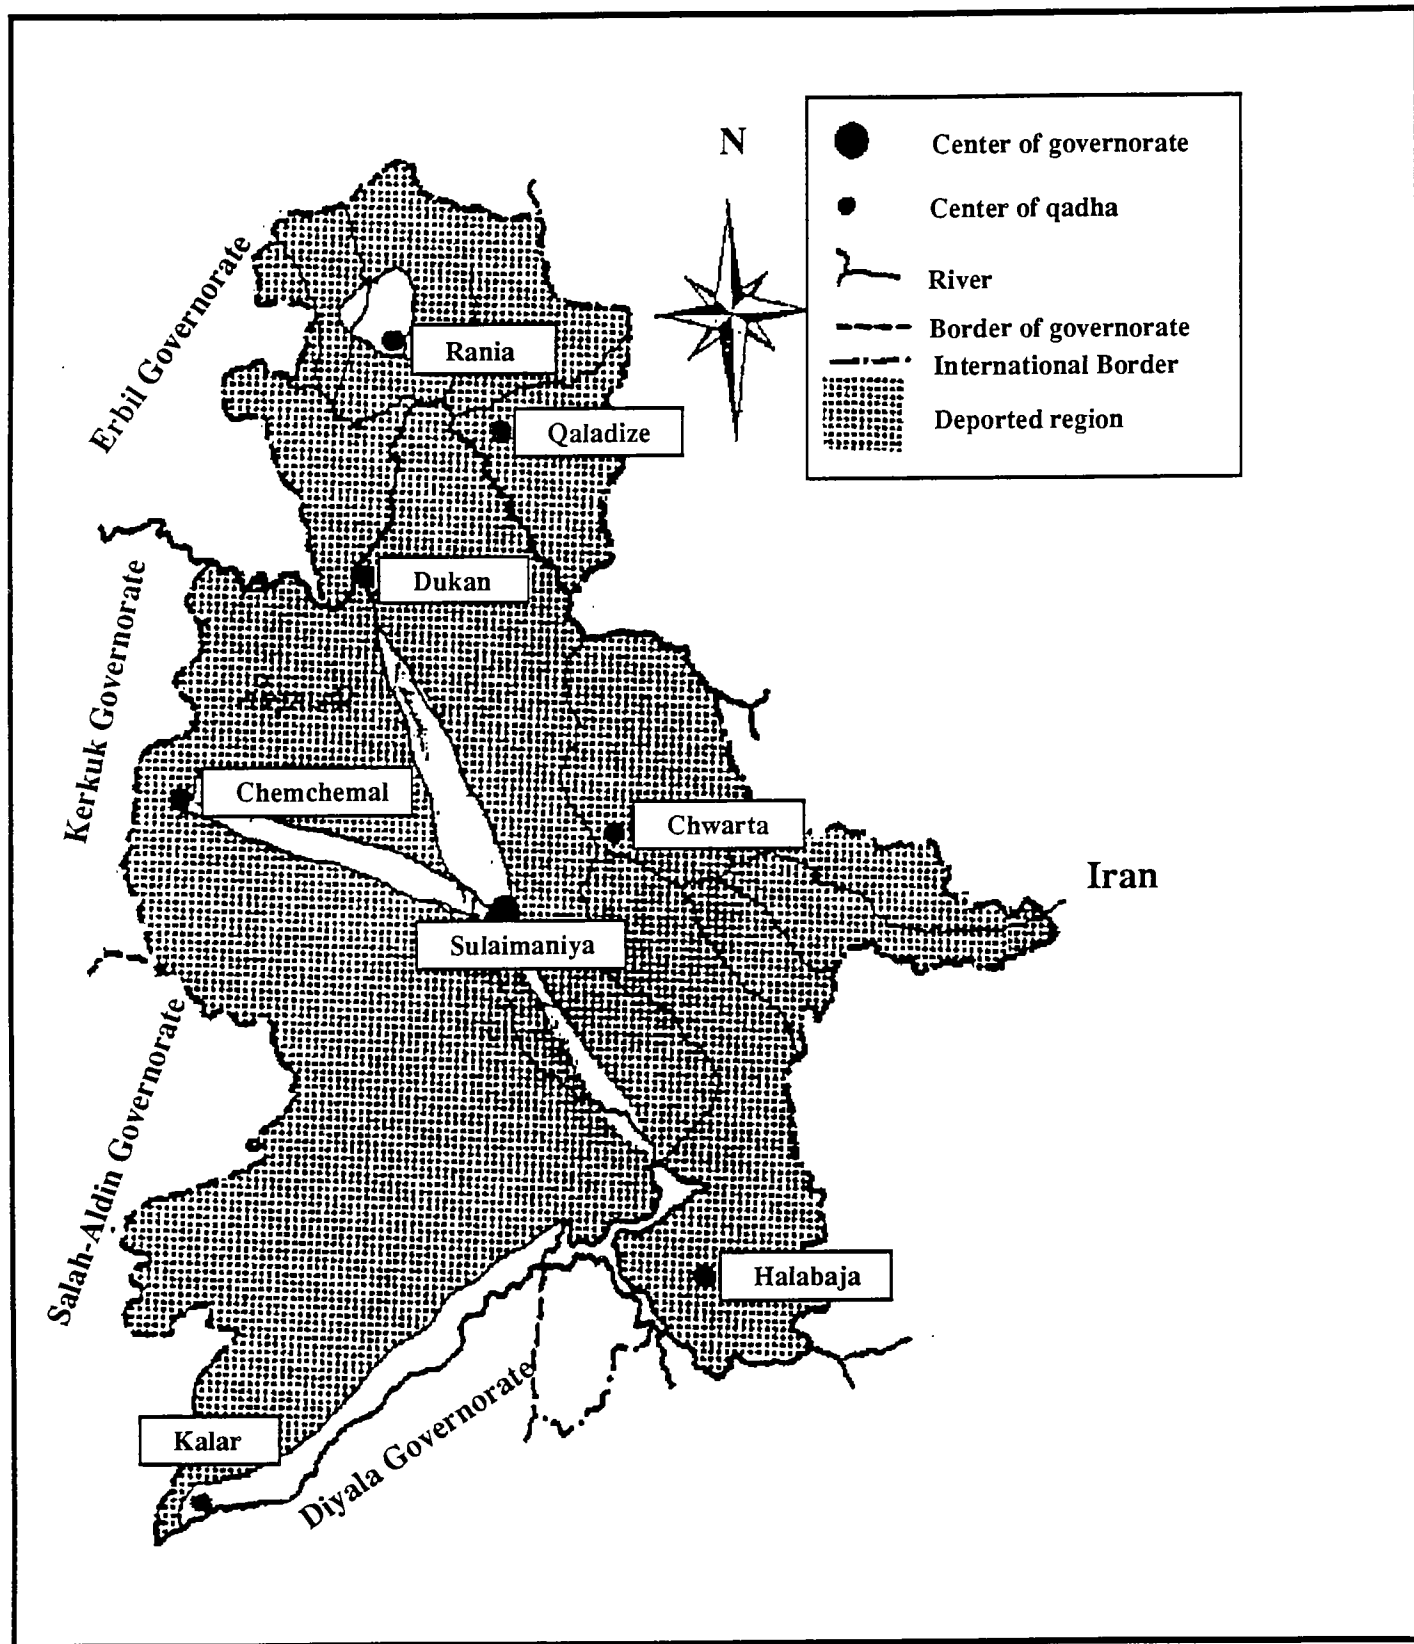 N
Center of governorate
Center of qadha
River
Border of governorate
International Border
Deported region
Erbil Governorate
Rania
Qaladize
Dukan
Kerkuk Governorate
Chemchemal
Chwarta
Iran
Sulaimaniya
Salah-Aldin Governorate
Halabaja
Kalar
Diyala Governorate